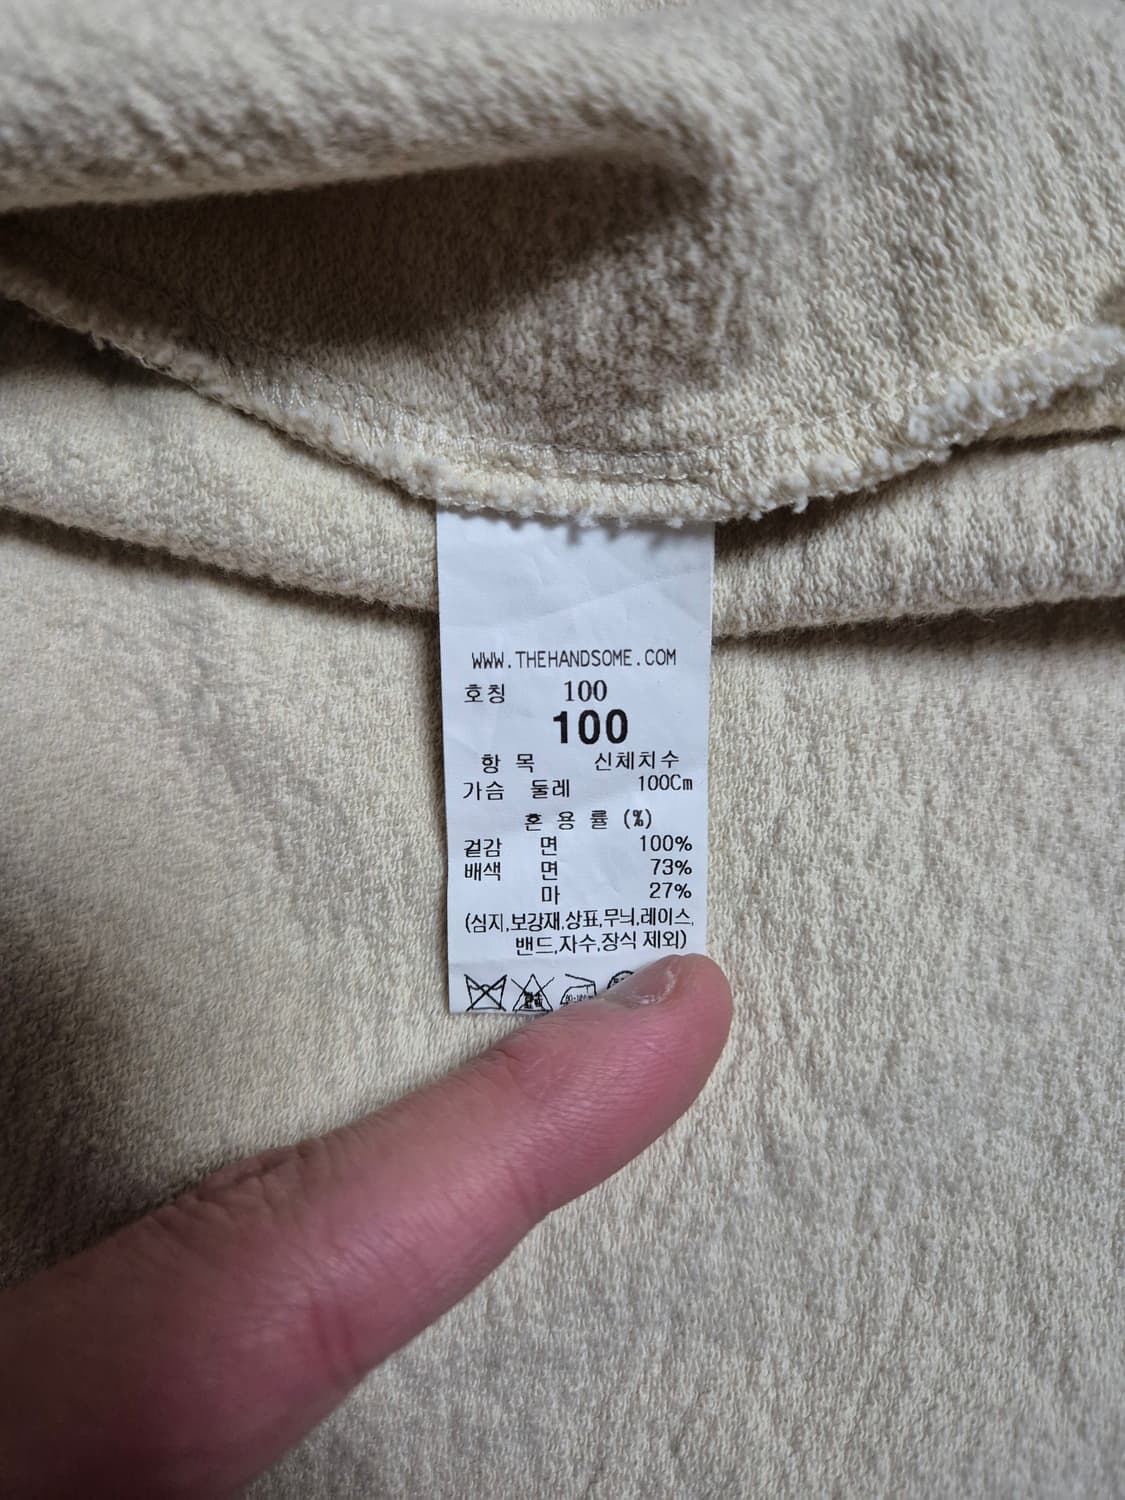 WWW.THEHANDSOME.COM
호칭 100
100
항 목 신체치수
가슴 둘레 100Cm
혼 용 률 (%)
겉감 면 100%
배색 면 73%
마 27%
(심지,보강재,상표,무늬,레이스,
밴드,자수,장식 제외)